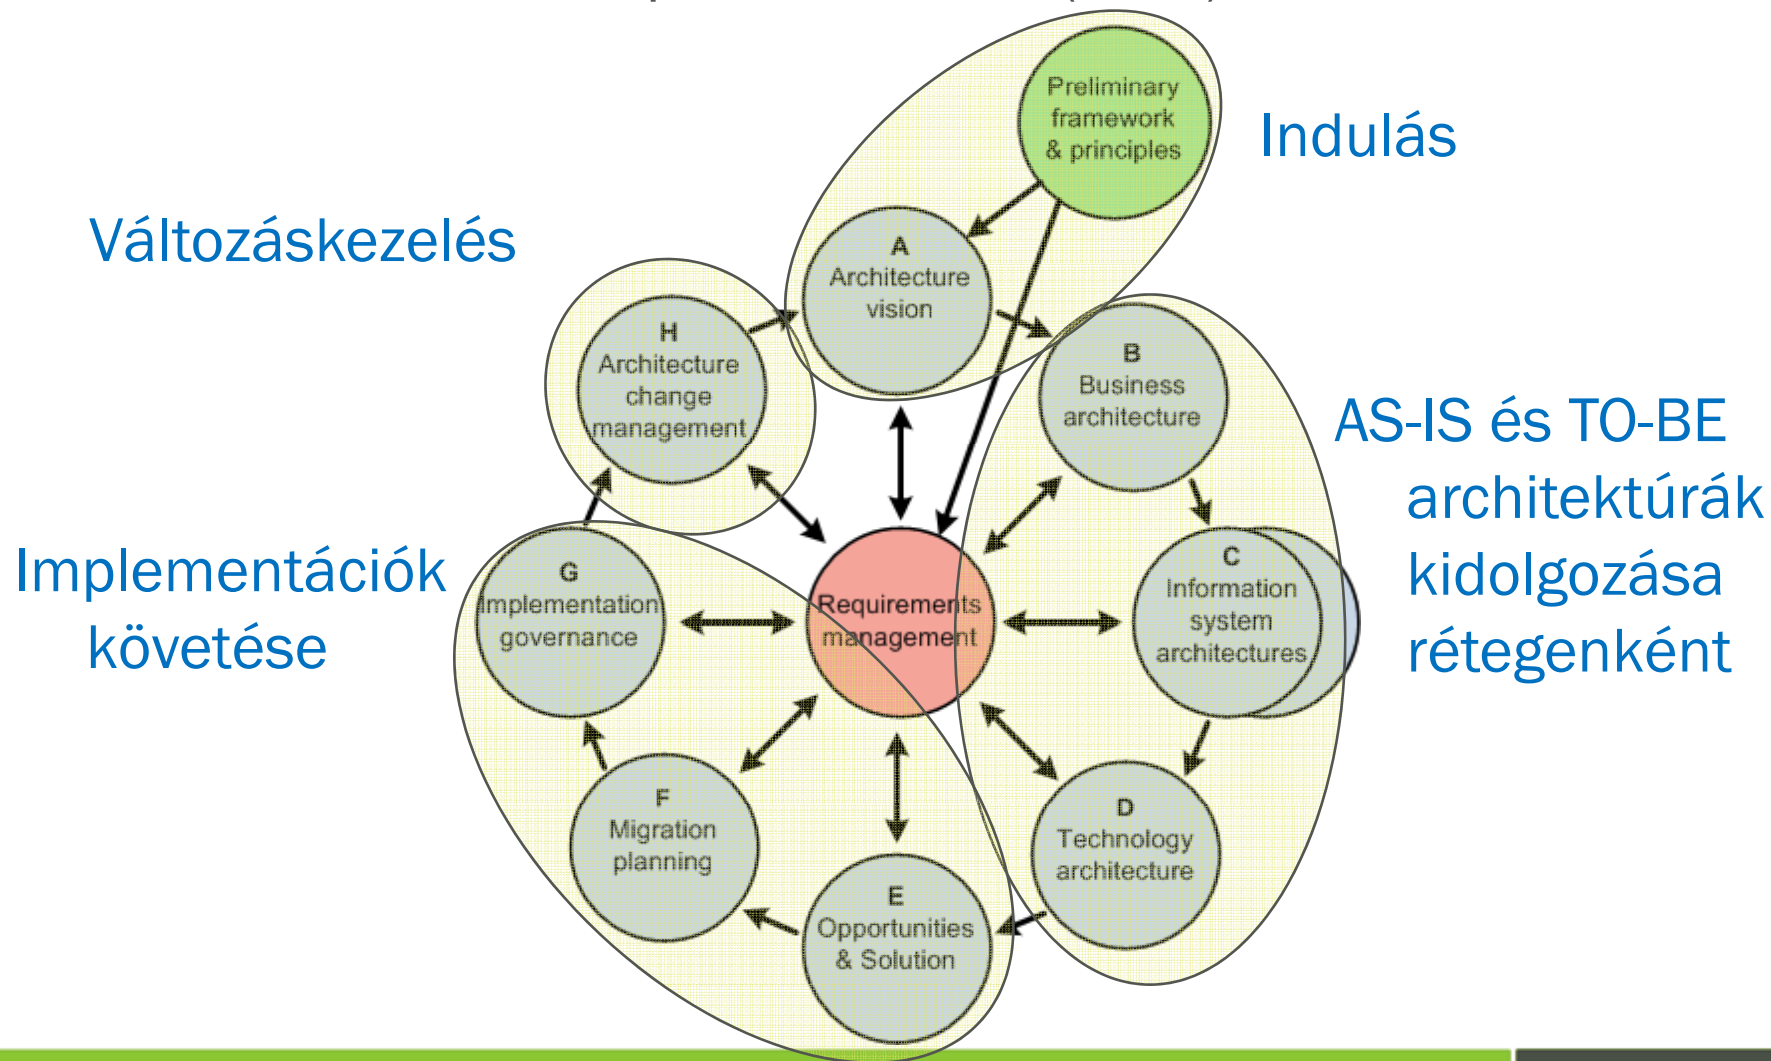 Preliminary
framework
& principles
Indulás
Változáskezelés
A
Architecture
vision
H
Architecture
change
management
B
Business
architecture
AS-IS és TO-BE
architektúrák
kidolgozása
rétegenként
Implementációk
követése
G
Implementation
governance
Requirements
management
C
Information
system
architectures
F
Migration
planning
D
Technology
architecture
E
Opportunities
& Solution